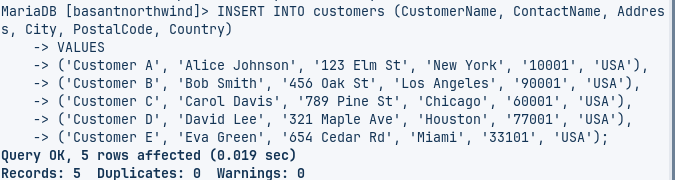 MariaDB [basantnorthwind]> INSERT INTO customers (CustomerName, ContactName, Addres
s, City, PostalCode, Country)
    -> VALUES
    -> ('Customer A', 'Alice Johnson', '123 Elm St', 'New York', '10001', 'USA'),
    -> ('Customer B', 'Bob Smith', '456 Oak St', 'Los Angeles', '90001', 'USA'),
    -> ('Customer C', 'Carol Davis', '789 Pine St', 'Chicago', '60001', 'USA'),
    -> ('Customer D', 'David Lee', '321 Maple Ave', 'Houston', '77001', 'USA'),
    -> ('Customer E', 'Eva Green', '654 Cedar Rd', 'Miami', '33101', 'USA');
Query OK, 5 rows affected (0.019 sec)
Records: 5  Duplicates: 0  Warnings: 0